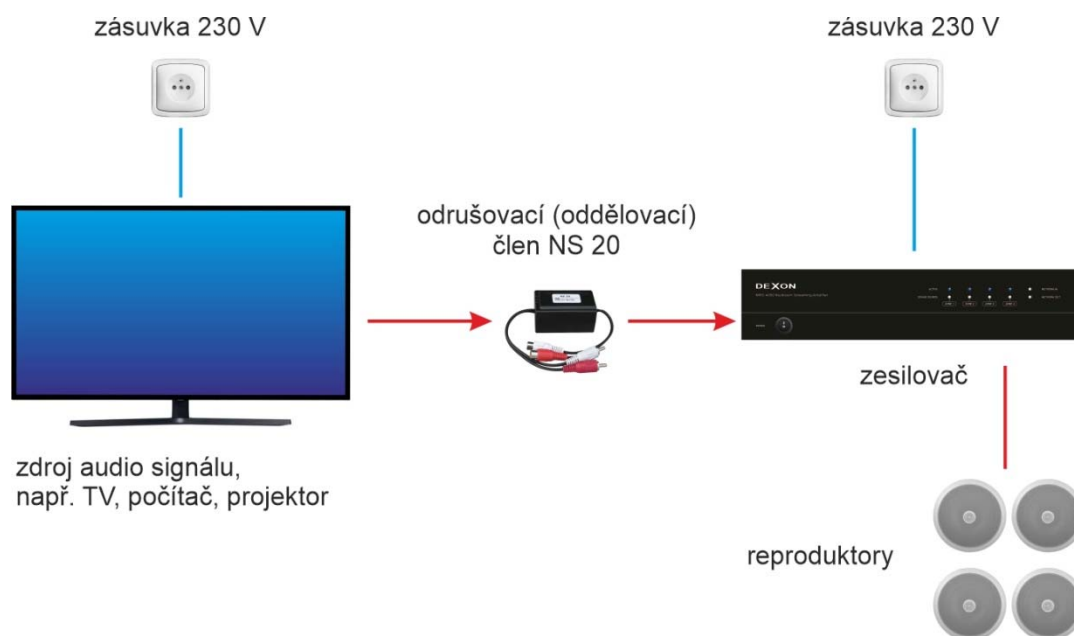 zásuvka 230 V
zásuvka 230 V
odrušovací (oddělovací)
člen NS 20
DEXON
zesilovač
zdroj audio signálu,
např. TV, počítač, projektor
reproduktory